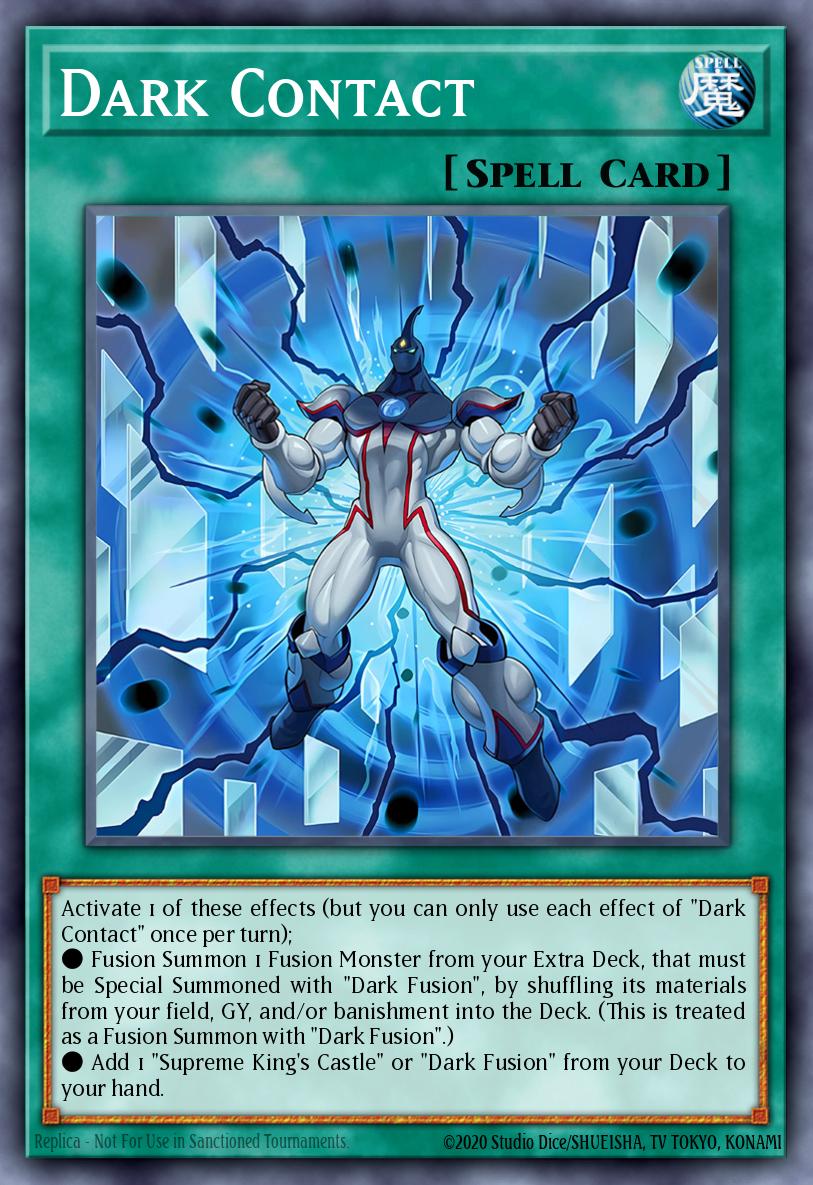 DARK CONTACT
SPELL
魔
[ SPELL CARD ]
Activate 1 of these effects (but you can only use each effect of "Dark
Contact" once per turn);
● Fusion Summon 1 Fusion Monster from your Extra Deck, that must
be Special Summoned with "Dark Fusion", by shuffling its materials
from your field, GY, and/or banishment into the Deck. (This is treated
as a Fusion Summon with "Dark Fusion".)
● Add 1 "Supreme King's Castle" or "Dark Fusion" from your Deck to
your hand.
Replica - Not For Use in Sanctioned Tournaments.
©2020 Studio Dice/SHUEISHA, TV TOKYO, KONAMI